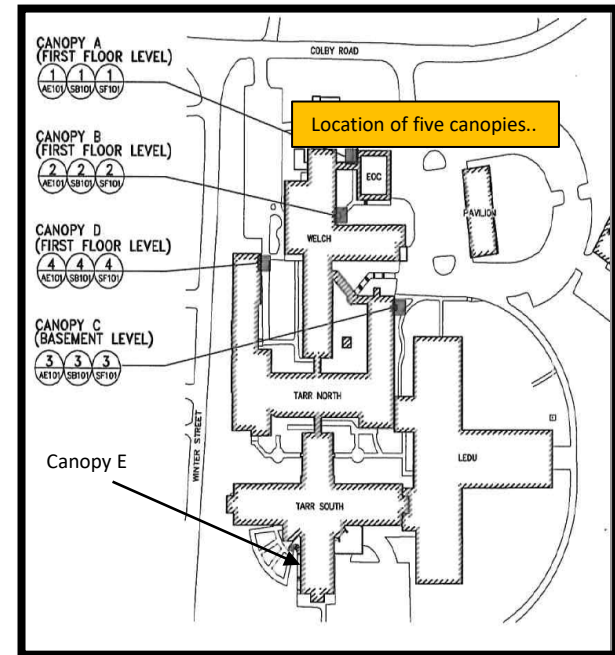 COLBY ROAD
CANOPY A
(FIRST FLOOR LEVEL)
1 1 1
AE101 SB101 SF101
Location of five canopies..
CANOPY B
(FIRST FLOOR LEVEL)
2 2 2
AE101 SB101 SF101
EOC
PAVILION
WELCH
CANOPY D
(FIRST FLOOR LEVEL)
4 4 4
AE101 SB101 SF101
CANOPY C
(BASEMENT LEVEL)
3 3 3
AE101 SB101 SF101
TARR NORTH
WINTER STREET
LEDU
Canopy E
TARR SOUTH